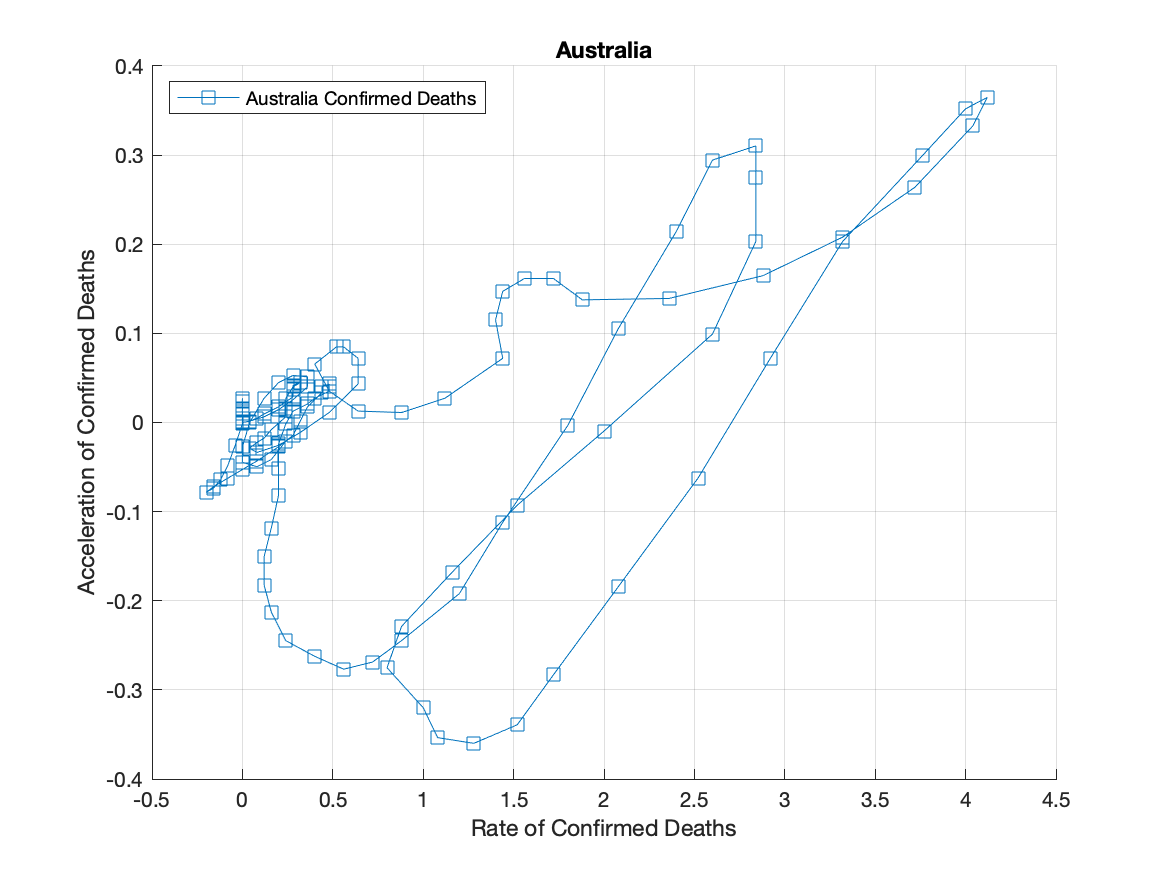 Australia
Australia Confirmed Deaths
0.4
0.3
0.2
0.1
0
-0.1
-0.2
-0.3
-0.4
Acceleration of Confirmed Deaths
-0.5 0 0.5 1 1.5 2 2.5 3 3.5 4 4.5
Rate of Confirmed Deaths